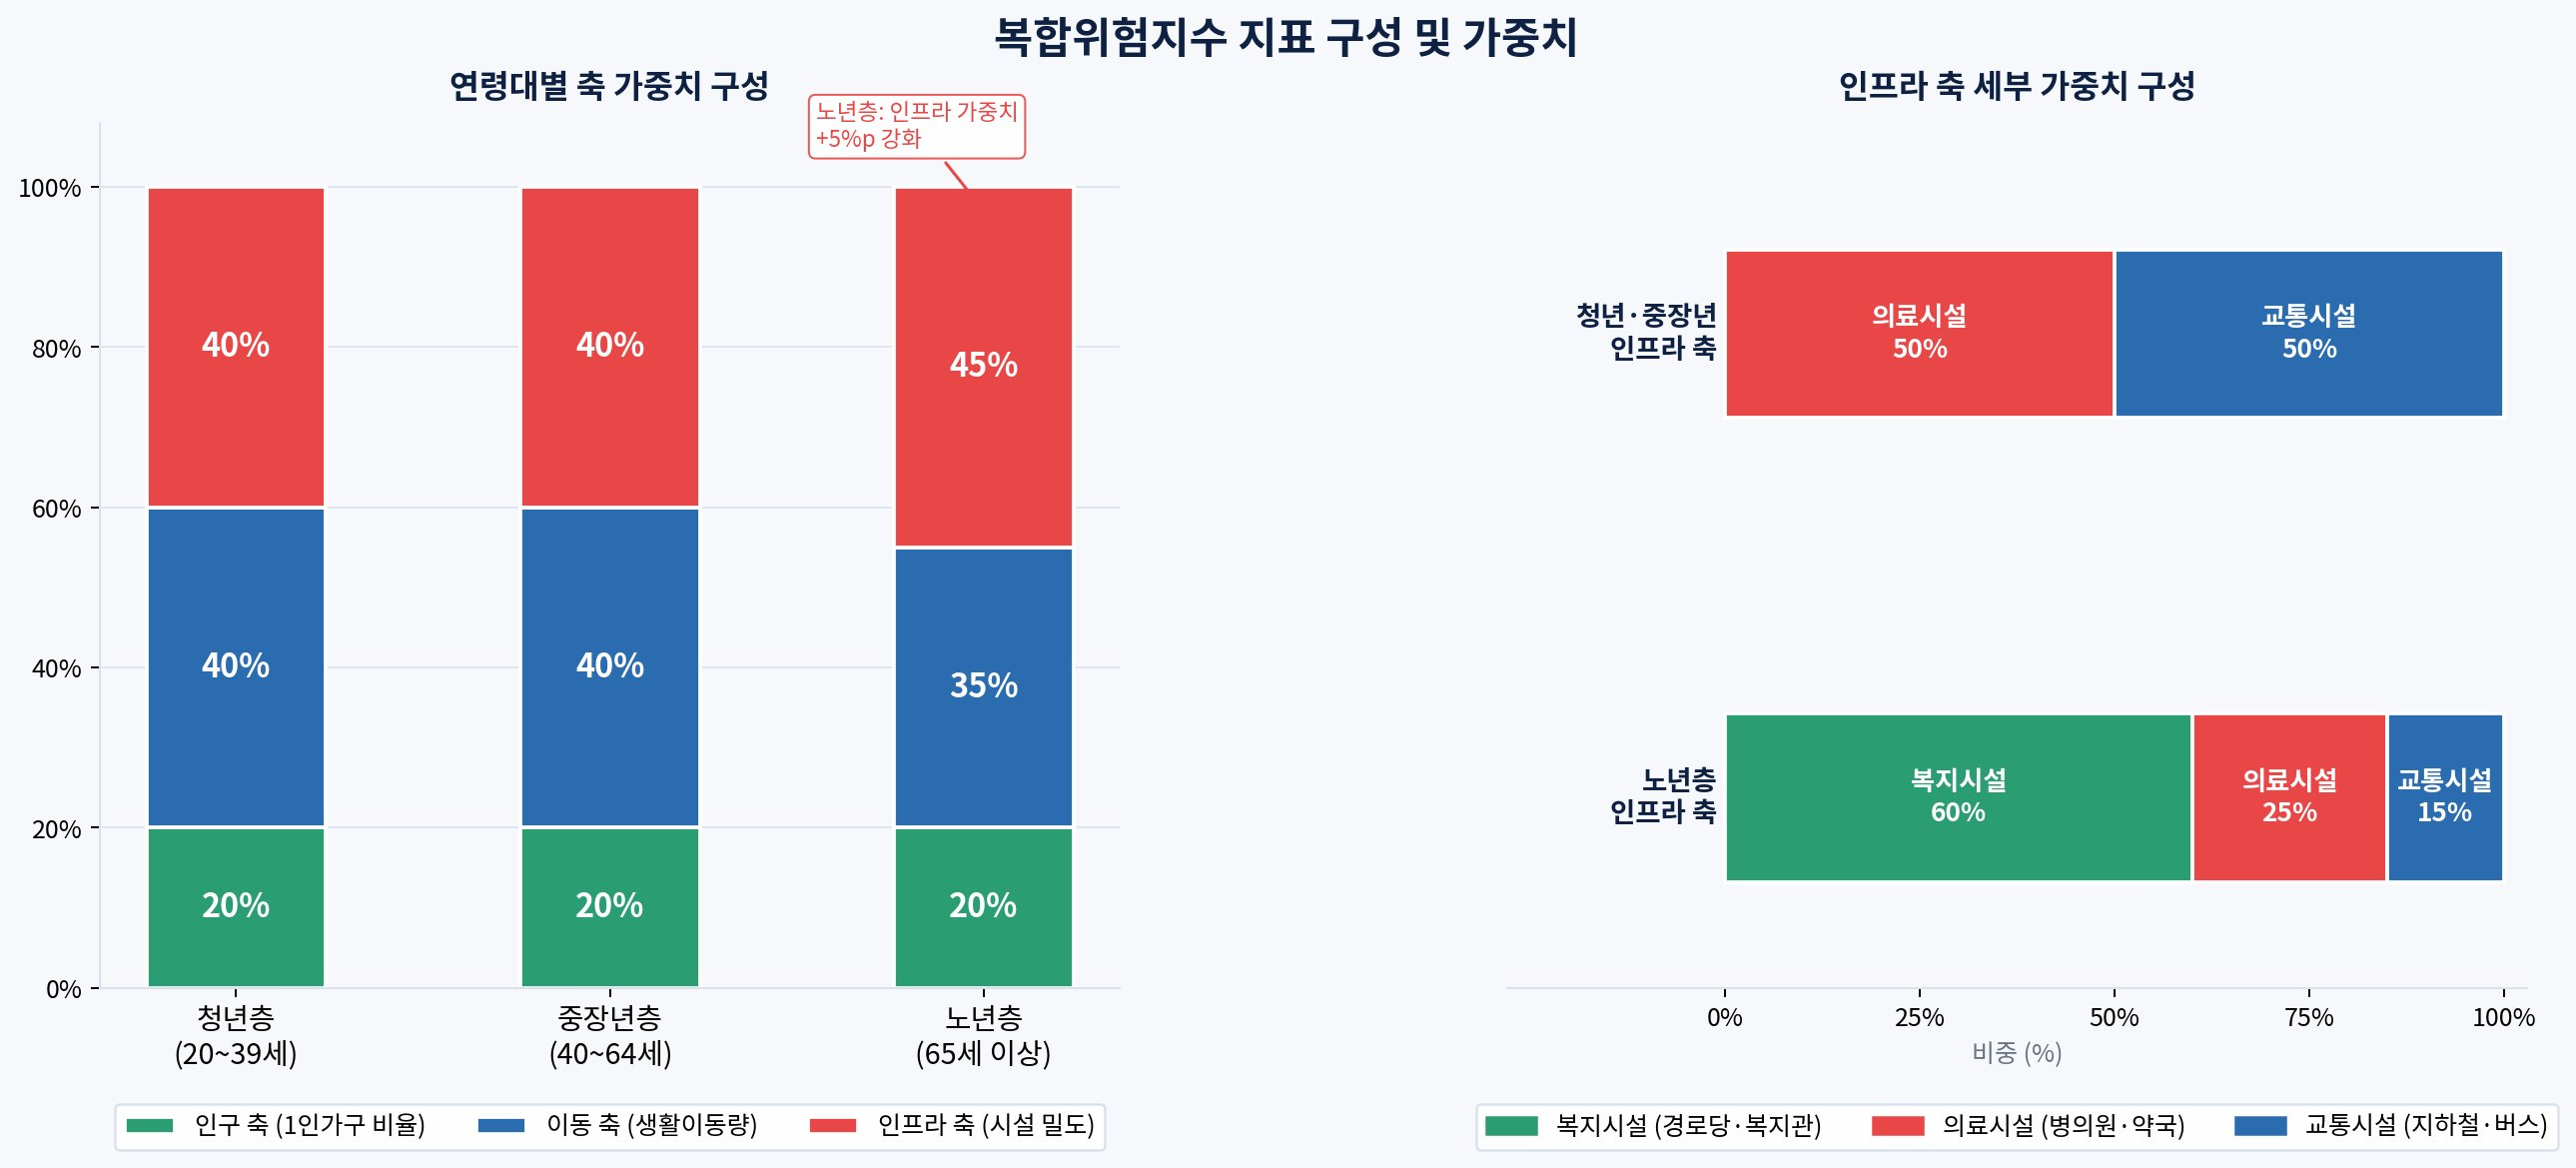 복합위험지수 지표 구성 및 가중치
연령대별 축 가중치 구성
노년층: 인프라 가중치
+5%p 강화
100%
80%
60%
40%
20%
0%
40%
40%
45%
40%
40%
35%
20%
20%
20%
청년층
(20~39세)
중장년층
(40~64세)
노년층
(65세 이상)
인구 축 (1인가구 비율)
이동 축 (생활이동량)
인프라 축 (시설 밀도)
인프라 축 세부 가중치 구성
청년·중장년
인프라 축
의료시설
50%
교통시설
50%
노년층
인프라 축
복지시설
60%
의료시설
25%
교통시설
15%
0%
25%
50%
75%
100%
비중 (%)
복지시설 (경로당·복지관)
의료시설 (병의원·약국)
교통시설 (지하철·버스)